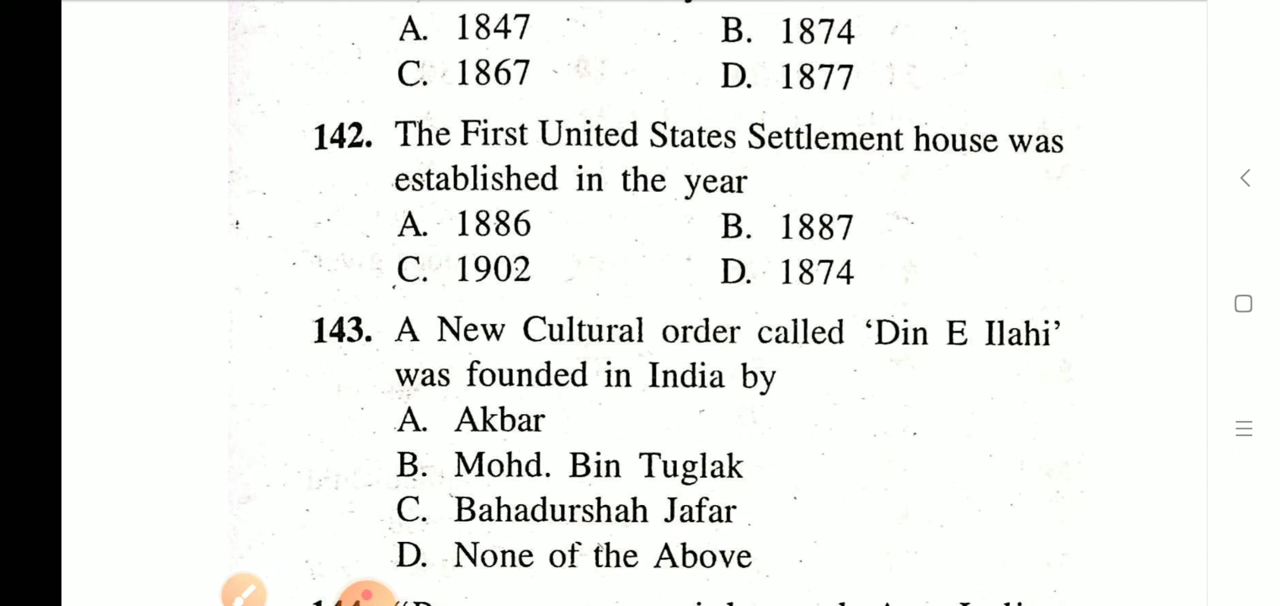 A. 1847 B. 1874
C. 1867 D. 1877
142. The First United States Settlement house was
established in the year
A. 1886 B. 1887
C. 1902 D. 1874
143. A New Cultural order called ‘Din E Ilahi’
was founded in India by
A. Akbar
B. Mohd. Bin Tuglak
C. Bahadurshah Jafar
D. None of the Above